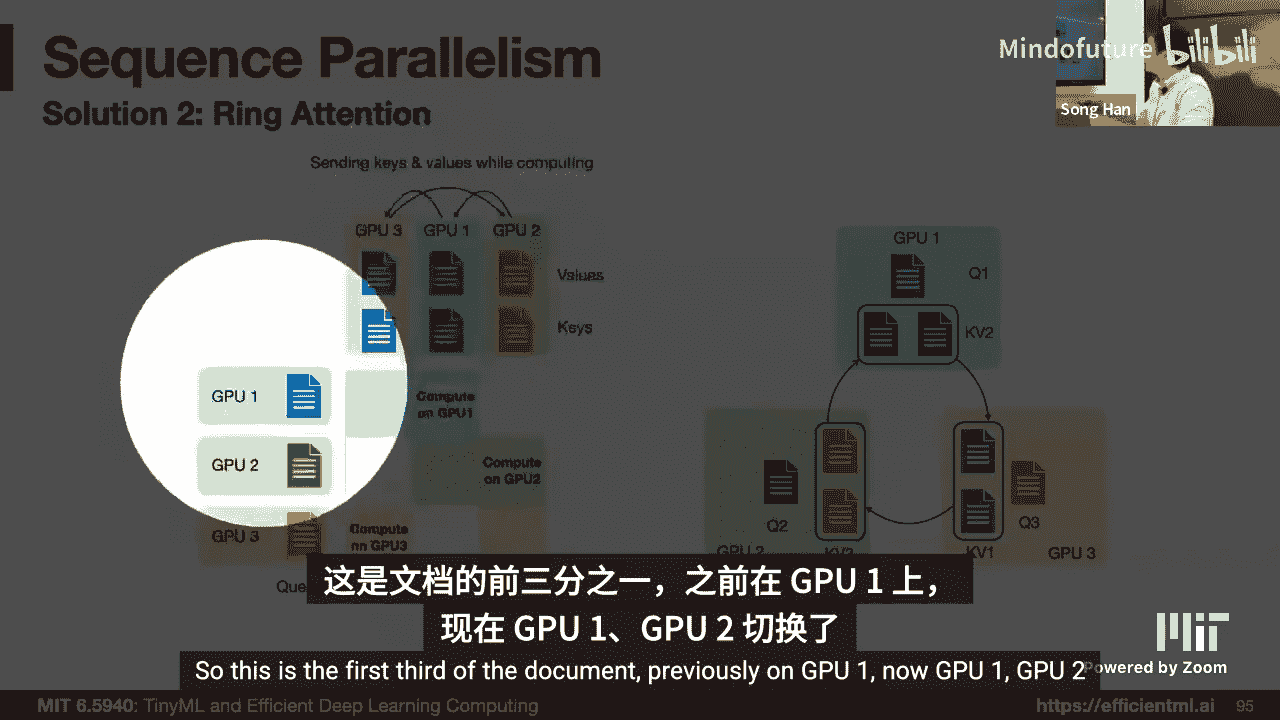 Sequence Parallelism
Solution 2: Ring Attention
Mindofuture bilibili
Song Han
Sending keys & values while computing
GPU 3 GPU 1 GPU 2
Values
Keys
GPU 1
GPU 2
GPU 3
Compute
on GPU1
Compute
on GPU2
Compute
on GPU3
Que
GPU 1
Q1
KV2
Q2
GPU 2
Q3
KV1
GPU 3
这是文档的前三分之一，之前在 GPU 1 上，
现在 GPU 1、GPU 2 切换了
So this is the first third of the document, previously on GPU 1, now GPU 1, GPU 2
MIT
Powered by Zoom
MIT 6.5940: TinyML and Efficient Deep Learning Computing
https://efficientml.ai
95